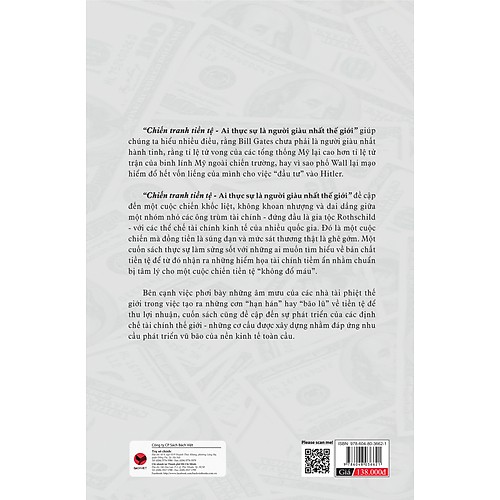 “Chiến tranh tiền tệ - Ai thực sự là người giàu nhất thế giới” giúp
chúng ta hiểu nhiều điều, rằng Bill Gates chưa phải là người giàu nhất
hành tinh, rằng tỉ lệ tử vong của các tổng thống Mỹ lại cao hơn tỉ lệ tử
trận của binh lính Mỹ ngoài chiến trường, hay vì sao phố Wall lại mạo
hiểm đổ hết vốn liếng của mình cho việc “đầu tư” vào Hitler.
“Chiến tranh tiền tệ - Ai thực sự là người giàu nhất thế giới” đề cập
đến một cuộc chiến khốc liệt, không khoan nhượng và dai dẳng giữa
một nhóm nhỏ các ông trùm tài chính - đứng đầu là gia tộc Rothschild
- với các thể chế tài chính kinh tế của nhiều quốc gia. Đó là một cuộc
chiến mà đồng tiền là súng đạn và mức sát thương thật là ghê gớm. Một
cuốn sách thực sự làm sửng sốt với những ai muốn tìm hiểu về bản chất
tiền tệ để từ đó nhận ra những hiểm họa tài chính tiềm ẩn nhằm chuẩn
bị tâm lý cho một cuộc chiến tiền tệ “không đổ máu”.
Bên cạnh việc phơi bày những âm mưu của các nhà tài phiệt thế
giới trong việc tạo ra những cơn “hạn hán” hay “bão lũ” về tiền tệ để
thu lợi nhuận, cuốn sách cũng đề cập đến sự phát triển của các định
chế tài chính thế giới - những cơ cấu được xây dựng nhằm đáp ứng nhu
cầu phát triển vũ bão của nền kinh tế toàn cầu.
Công ty CP Sách Bách Việt
Trụ sở chính:
Please scan me!
ISBN: 978-604-80-3662-1
Giá 138.000đ